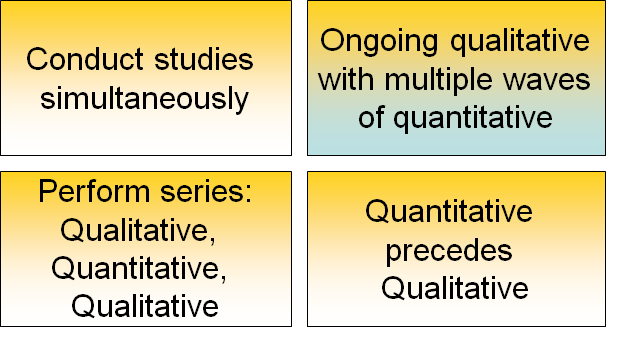 Conduct studies
simultaneously
Ongoing qualitative
with multiple waves
of quantitative
Perform series:
Qualitative,
Quantitative,
Qualitative
Quantitative
precedes
Qualitative